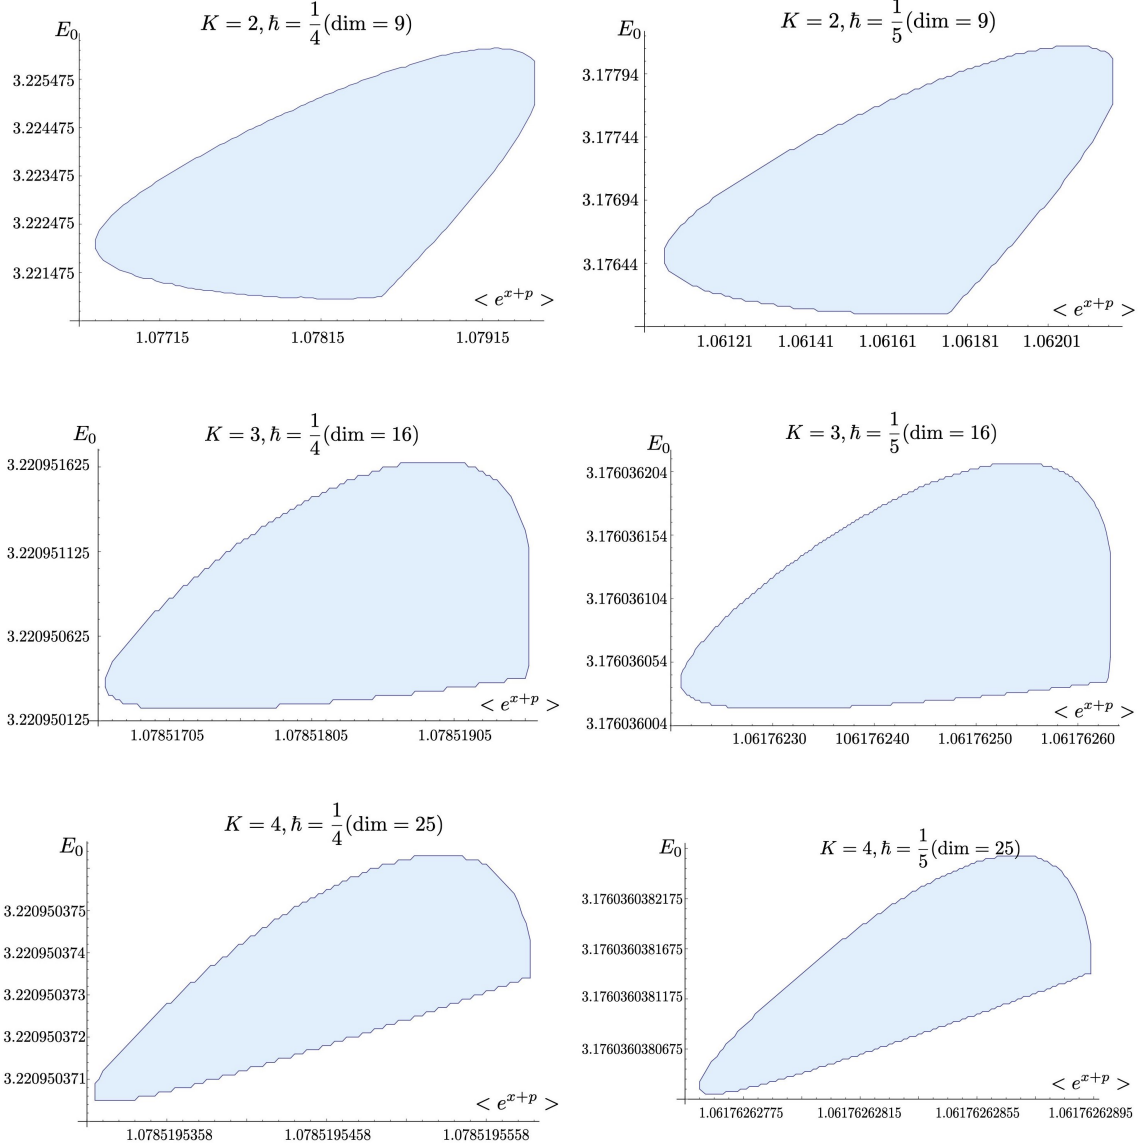 K = 2, ħ = 1/4 (dim = 9)
E₀
3.225475
3.224475
3.223475
3.222475
3.221475
< e^{x+p} >
1.07715 1.07815 1.07915
K = 2, ħ = 1/5 (dim = 9)
E₀
3.17794
3.17744
3.17694
3.17644
< e^{x+p} >
1.06121 1.06141 1.06161 1.06181 1.06201
K = 3, ħ = 1/4 (dim = 16)
E₀
3.220951625
3.220951125
3.220950625
3.220950125
< e^{x+p} >
1.07851705 1.07851805 1.07851905
K = 3, ħ = 1/5 (dim = 16)
E₀
3.176036204
3.176036154
3.176036104
3.176036054
3.176036004
< e^{x+p} >
1.06176230 106176240 1.06176250 1.06176260
K = 4, ħ = 1/4 (dim = 25)
E₀
3.220950375
3.220950374
3.220950373
3.220950372
3.220950371
< e^{x+p} >
1.0785195358 1.0785195458 1.0785195558
K = 4, ħ = 1/5 (dim = 25)
E₀
3.1760360382175
3.1760360381675
3.1760360381175
3.1760360380675
< e^{x+p} >
1.06176262775 1.06176262815 1.06176262855 1.06176262895